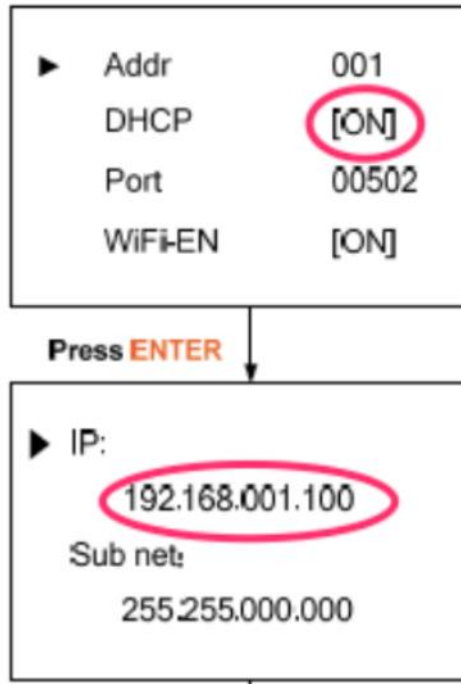 ▶ Addr 001
DHCP [ON]
Port 00502
WiFi-EN [ON]
Press ENTER
▶ IP:
192.168.001.100
Sub net:
255.255.000.000